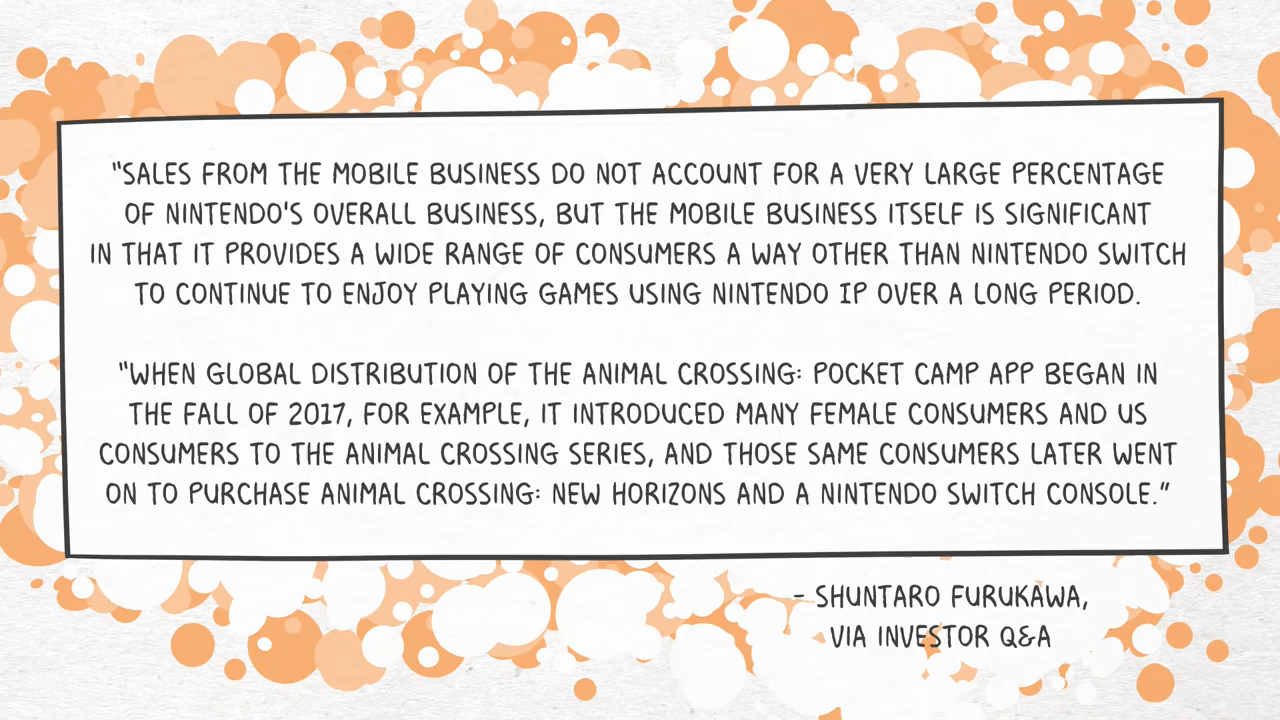 "SALES FROM THE MOBILE BUSINESS DO NOT ACCOUNT FOR A VERY LARGE PERCENTAGE
OF NINTENDO'S OVERALL BUSINESS, BUT THE MOBILE BUSINESS ITSELF IS SIGNIFICANT
IN THAT IT PROVIDES A WIDE RANGE OF CONSUMERS A WAY OTHER THAN NINTENDO SWITCH
TO CONTINUE TO ENJOY PLAYING GAMES USING NINTENDO IP OVER A LONG PERIOD.
"WHEN GLOBAL DISTRIBUTION OF THE ANIMAL CROSSING: POCKET CAMP APP BEGAN IN
THE FALL OF 2017, FOR EXAMPLE, IT INTRODUCED MANY FEMALE CONSUMERS AND US
CONSUMERS TO THE ANIMAL CROSSING SERIES, AND THOSE SAME CONSUMERS LATER WENT
ON TO PURCHASE ANIMAL CROSSING: NEW HORIZONS AND A NINTENDO SWITCH CONSOLE."
- SHUNTARO FURUKAWA,
VIA INVESTOR Q&A